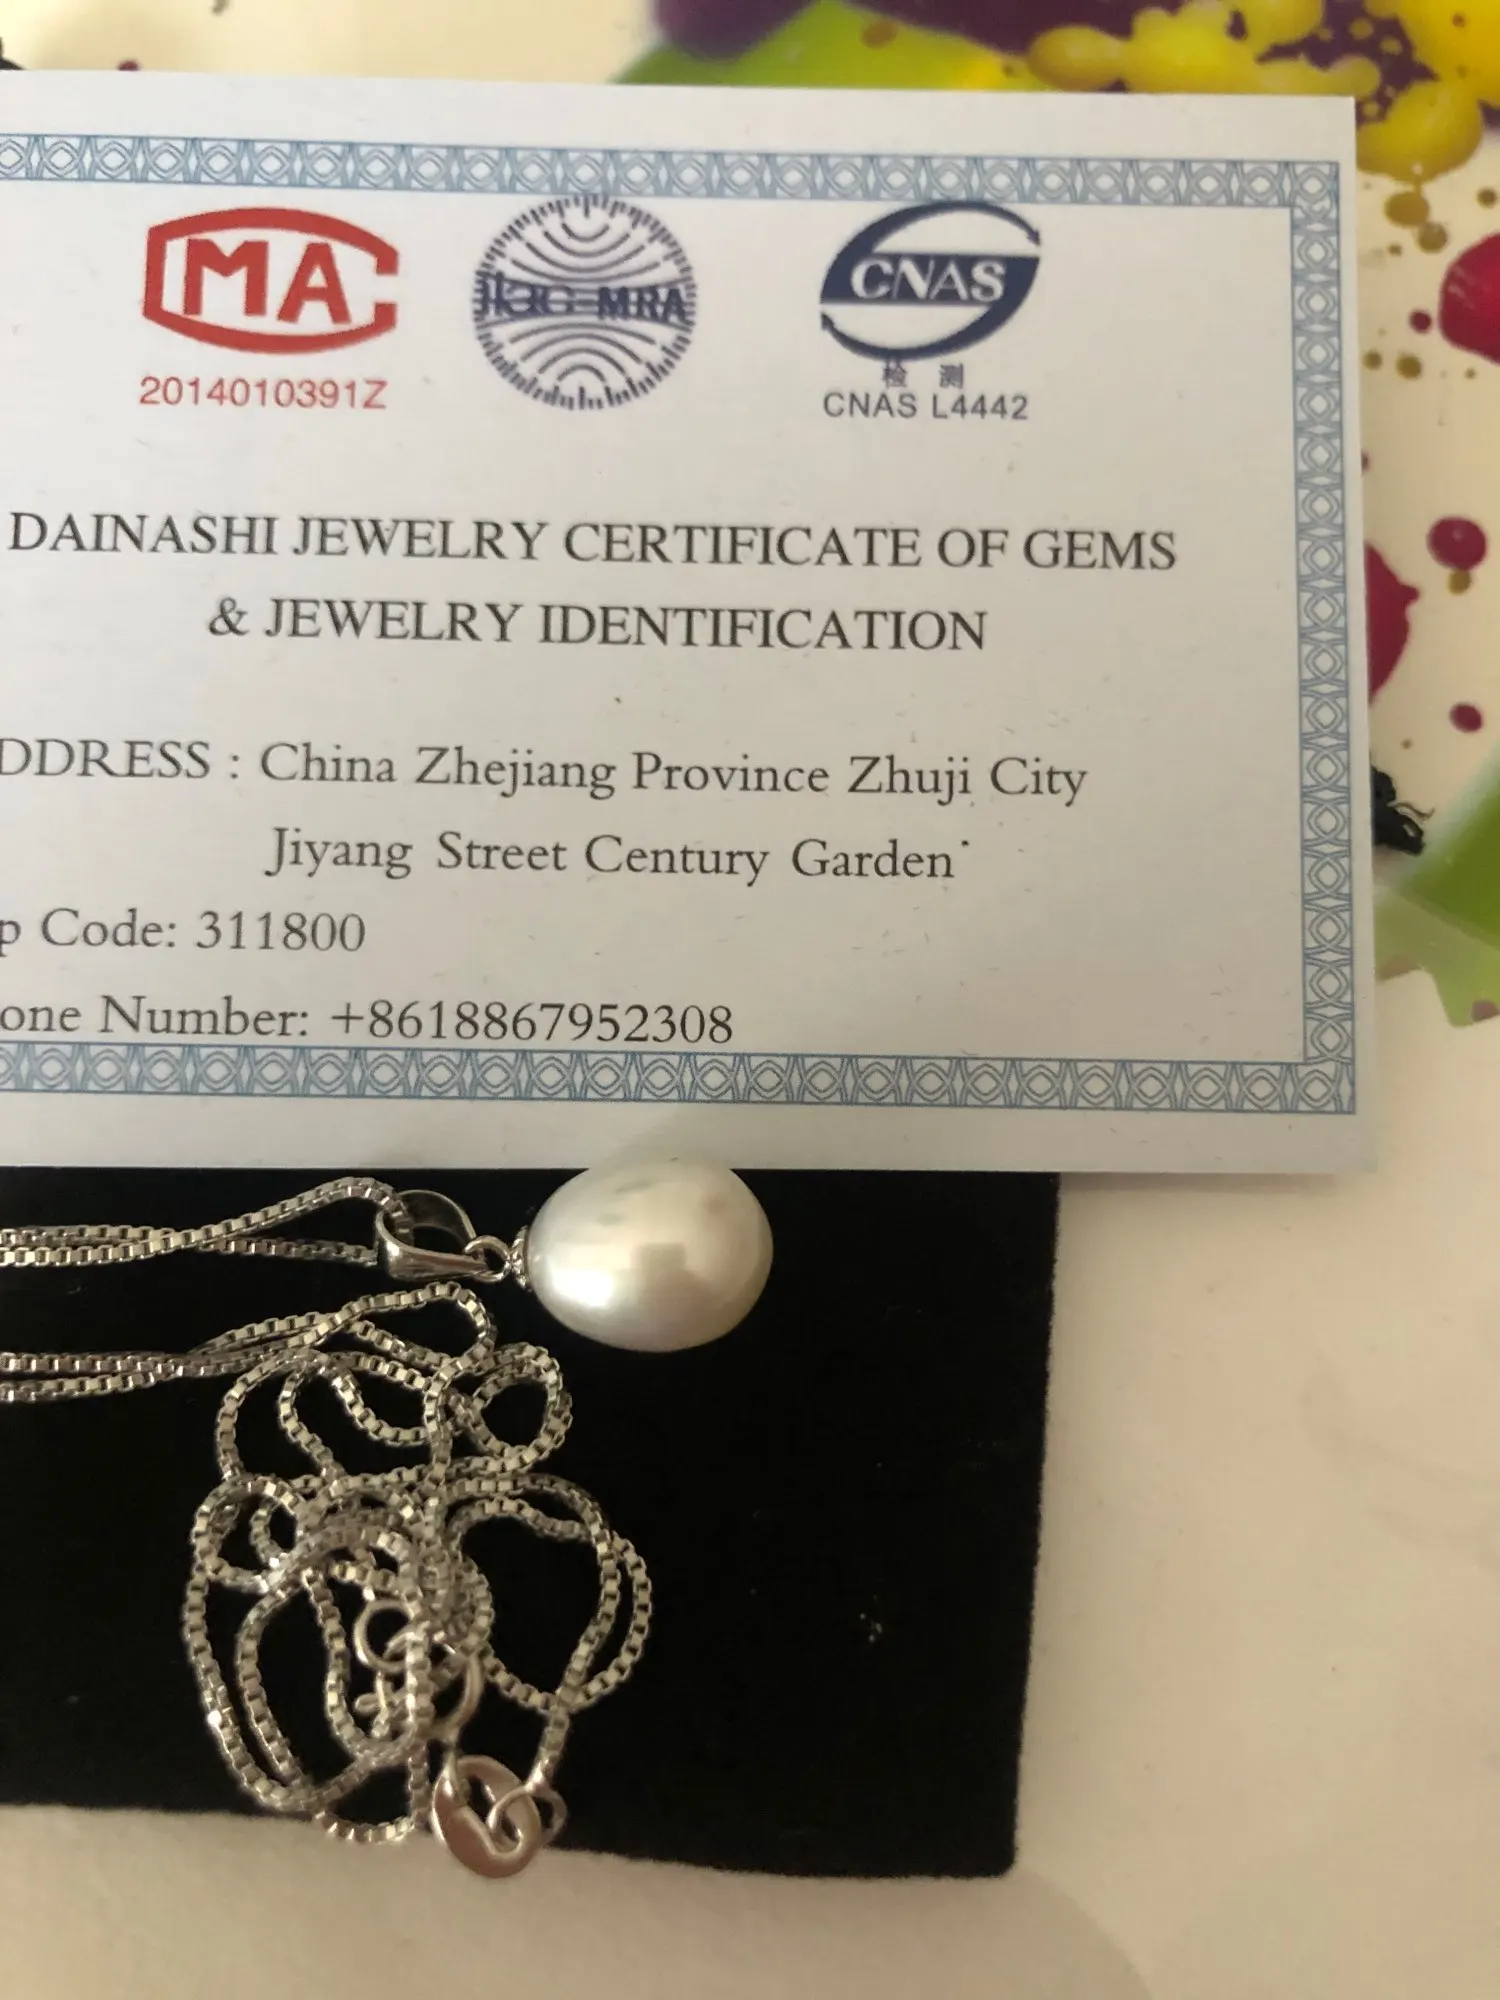 MA
ilac-MRA
CNAS
检 测
2014010391Z
CNAS L4442
DAINASHI JEWELRY CERTIFICATE OF GEMS
& JEWELRY IDENTIFICATION
DDRESS : China Zhejiang Province Zhuji City
Jiyang Street Century Garden
p Code: 311800
one Number: +8618867952308